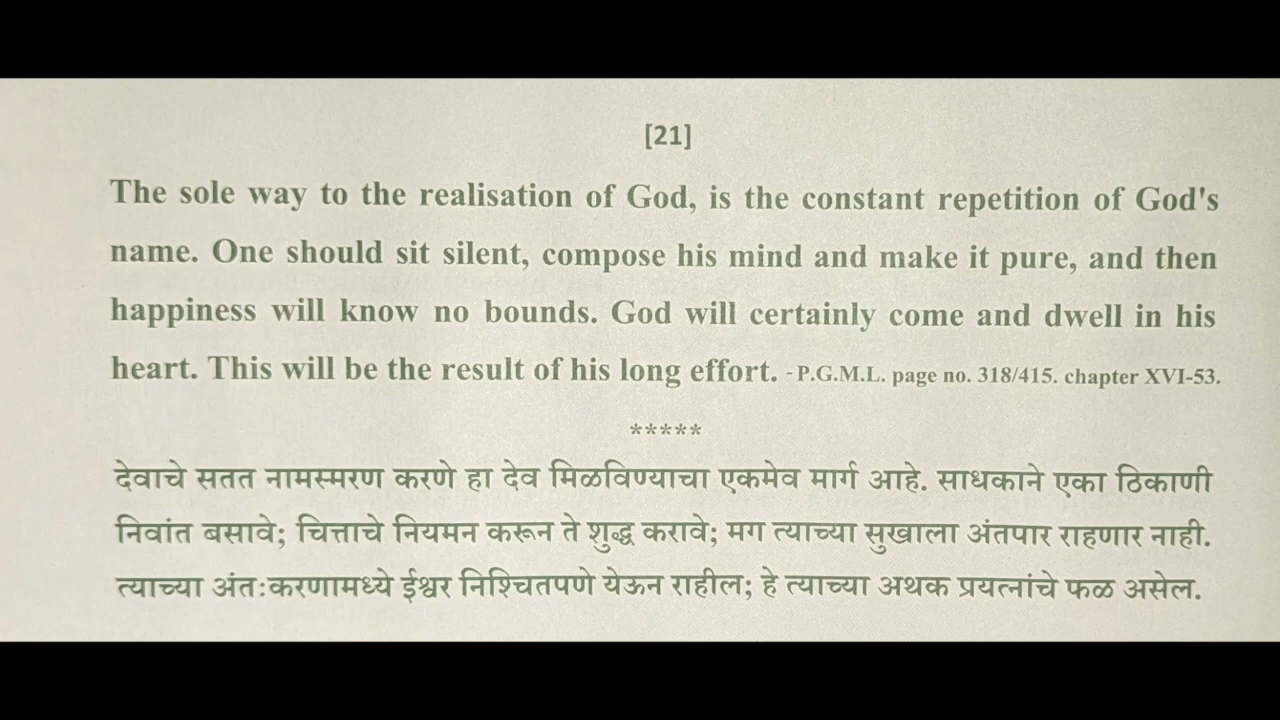 [21]
The sole way to the realisation of God, is the constant repetition of God's
name. One should sit silent, compose his mind and make it pure, and then
happiness will know no bounds. God will certainly come and dwell in his
heart. This will be the result of his long effort. - P.G.M.L. page no. 318/415. chapter XVI-53.
*****
देवाचे सतत नामस्मरण करणे हा देव मिळविण्याचा एकमेव मार्ग आहे. साधकाने एका ठिकाणी
निवांत बसावे; चित्ताचे नियमन करून ते शुद्ध करावे; मग त्याच्या सुखाला अंतपार राहणार नाही.
त्याच्या अंतःकरणामध्ये ईश्वर निश्चितपणे येऊन राहील; हे त्याच्या अथक प्रयत्नांचे फळ असेल.